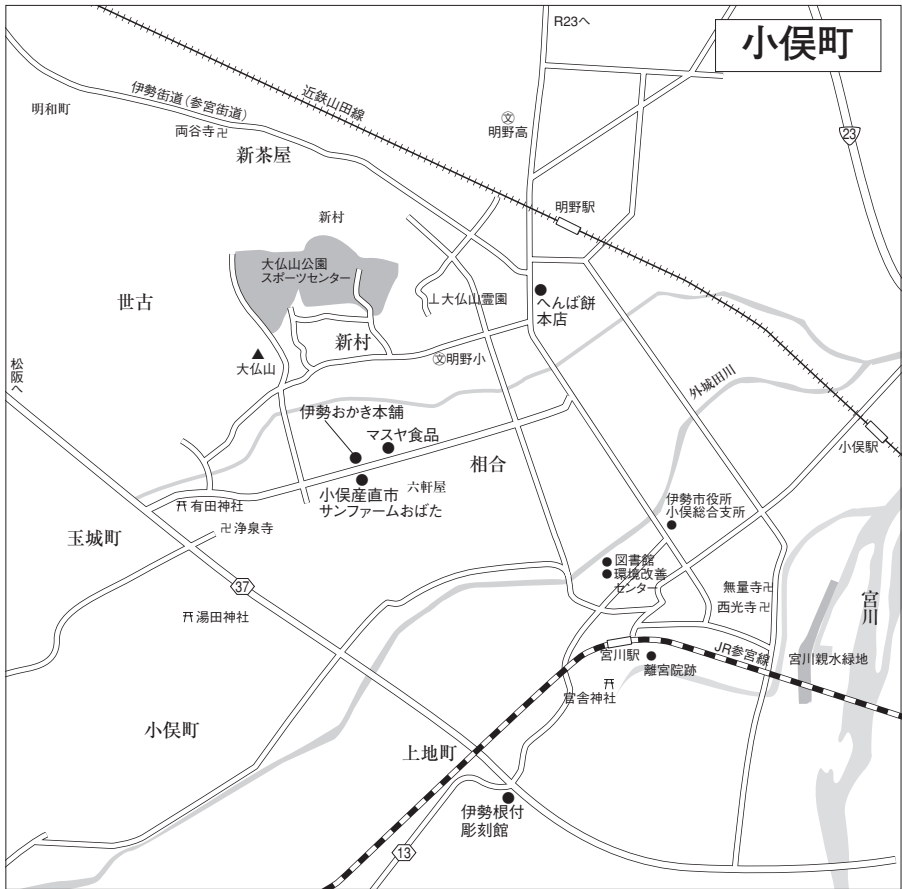 小俣町
R23へ
23
近鉄山田線
伊勢街道(参宮街道)
明和町
両谷寺卍
新茶屋
文
明野高
明野駅
新村
大仏山公園
スポーツセンター
⊥大仏山霊園
へんば餅
本店
世古
新村
文明野小
大仏山
松阪へ
外城田川
小俣駅
伊勢おかき本舗
マスヤ食品
相合
六軒屋
小俣産直市
サンファームおばた
伊勢市役所
小俣総合支所
有田神社
卍浄泉寺
玉城町
図書館
環境改善
センター
無量寺卍
西光寺卍
宮川
37
湯田神社
宮川駅
JR参宮線
離宮院跡
宮川親水緑地
官舎神社
小俣町
上地町
伊勢根付
彫刻館
13